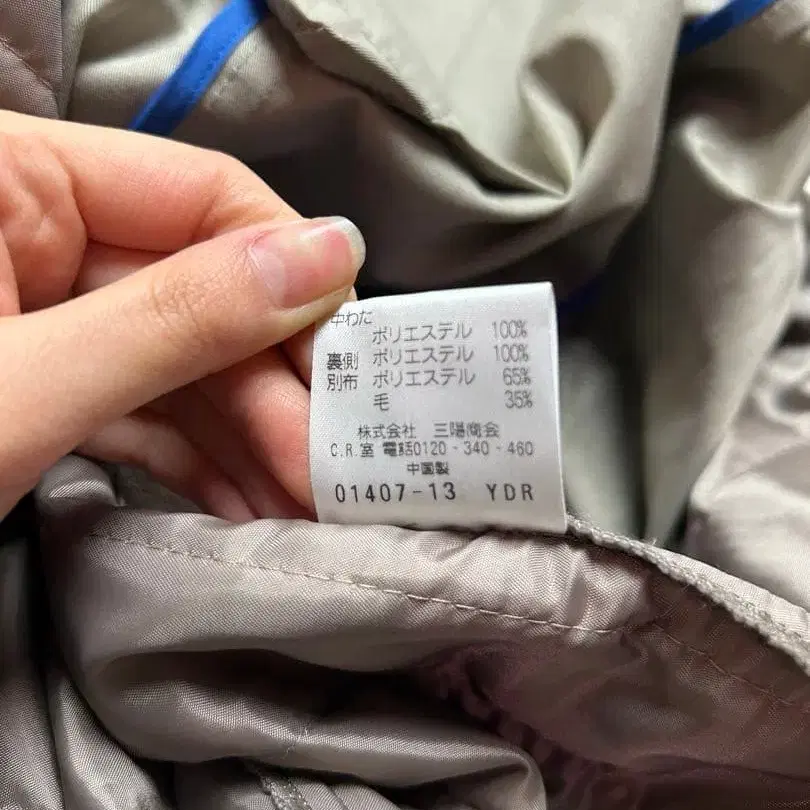 中わた
ポリエステル 100%
裏側 ポリエステル 100%
別布 ポリエステル 65%
毛 35%
株式会社 三陽商会
C.R.室 電話0120-340-460
中国製
01407-13 YDR